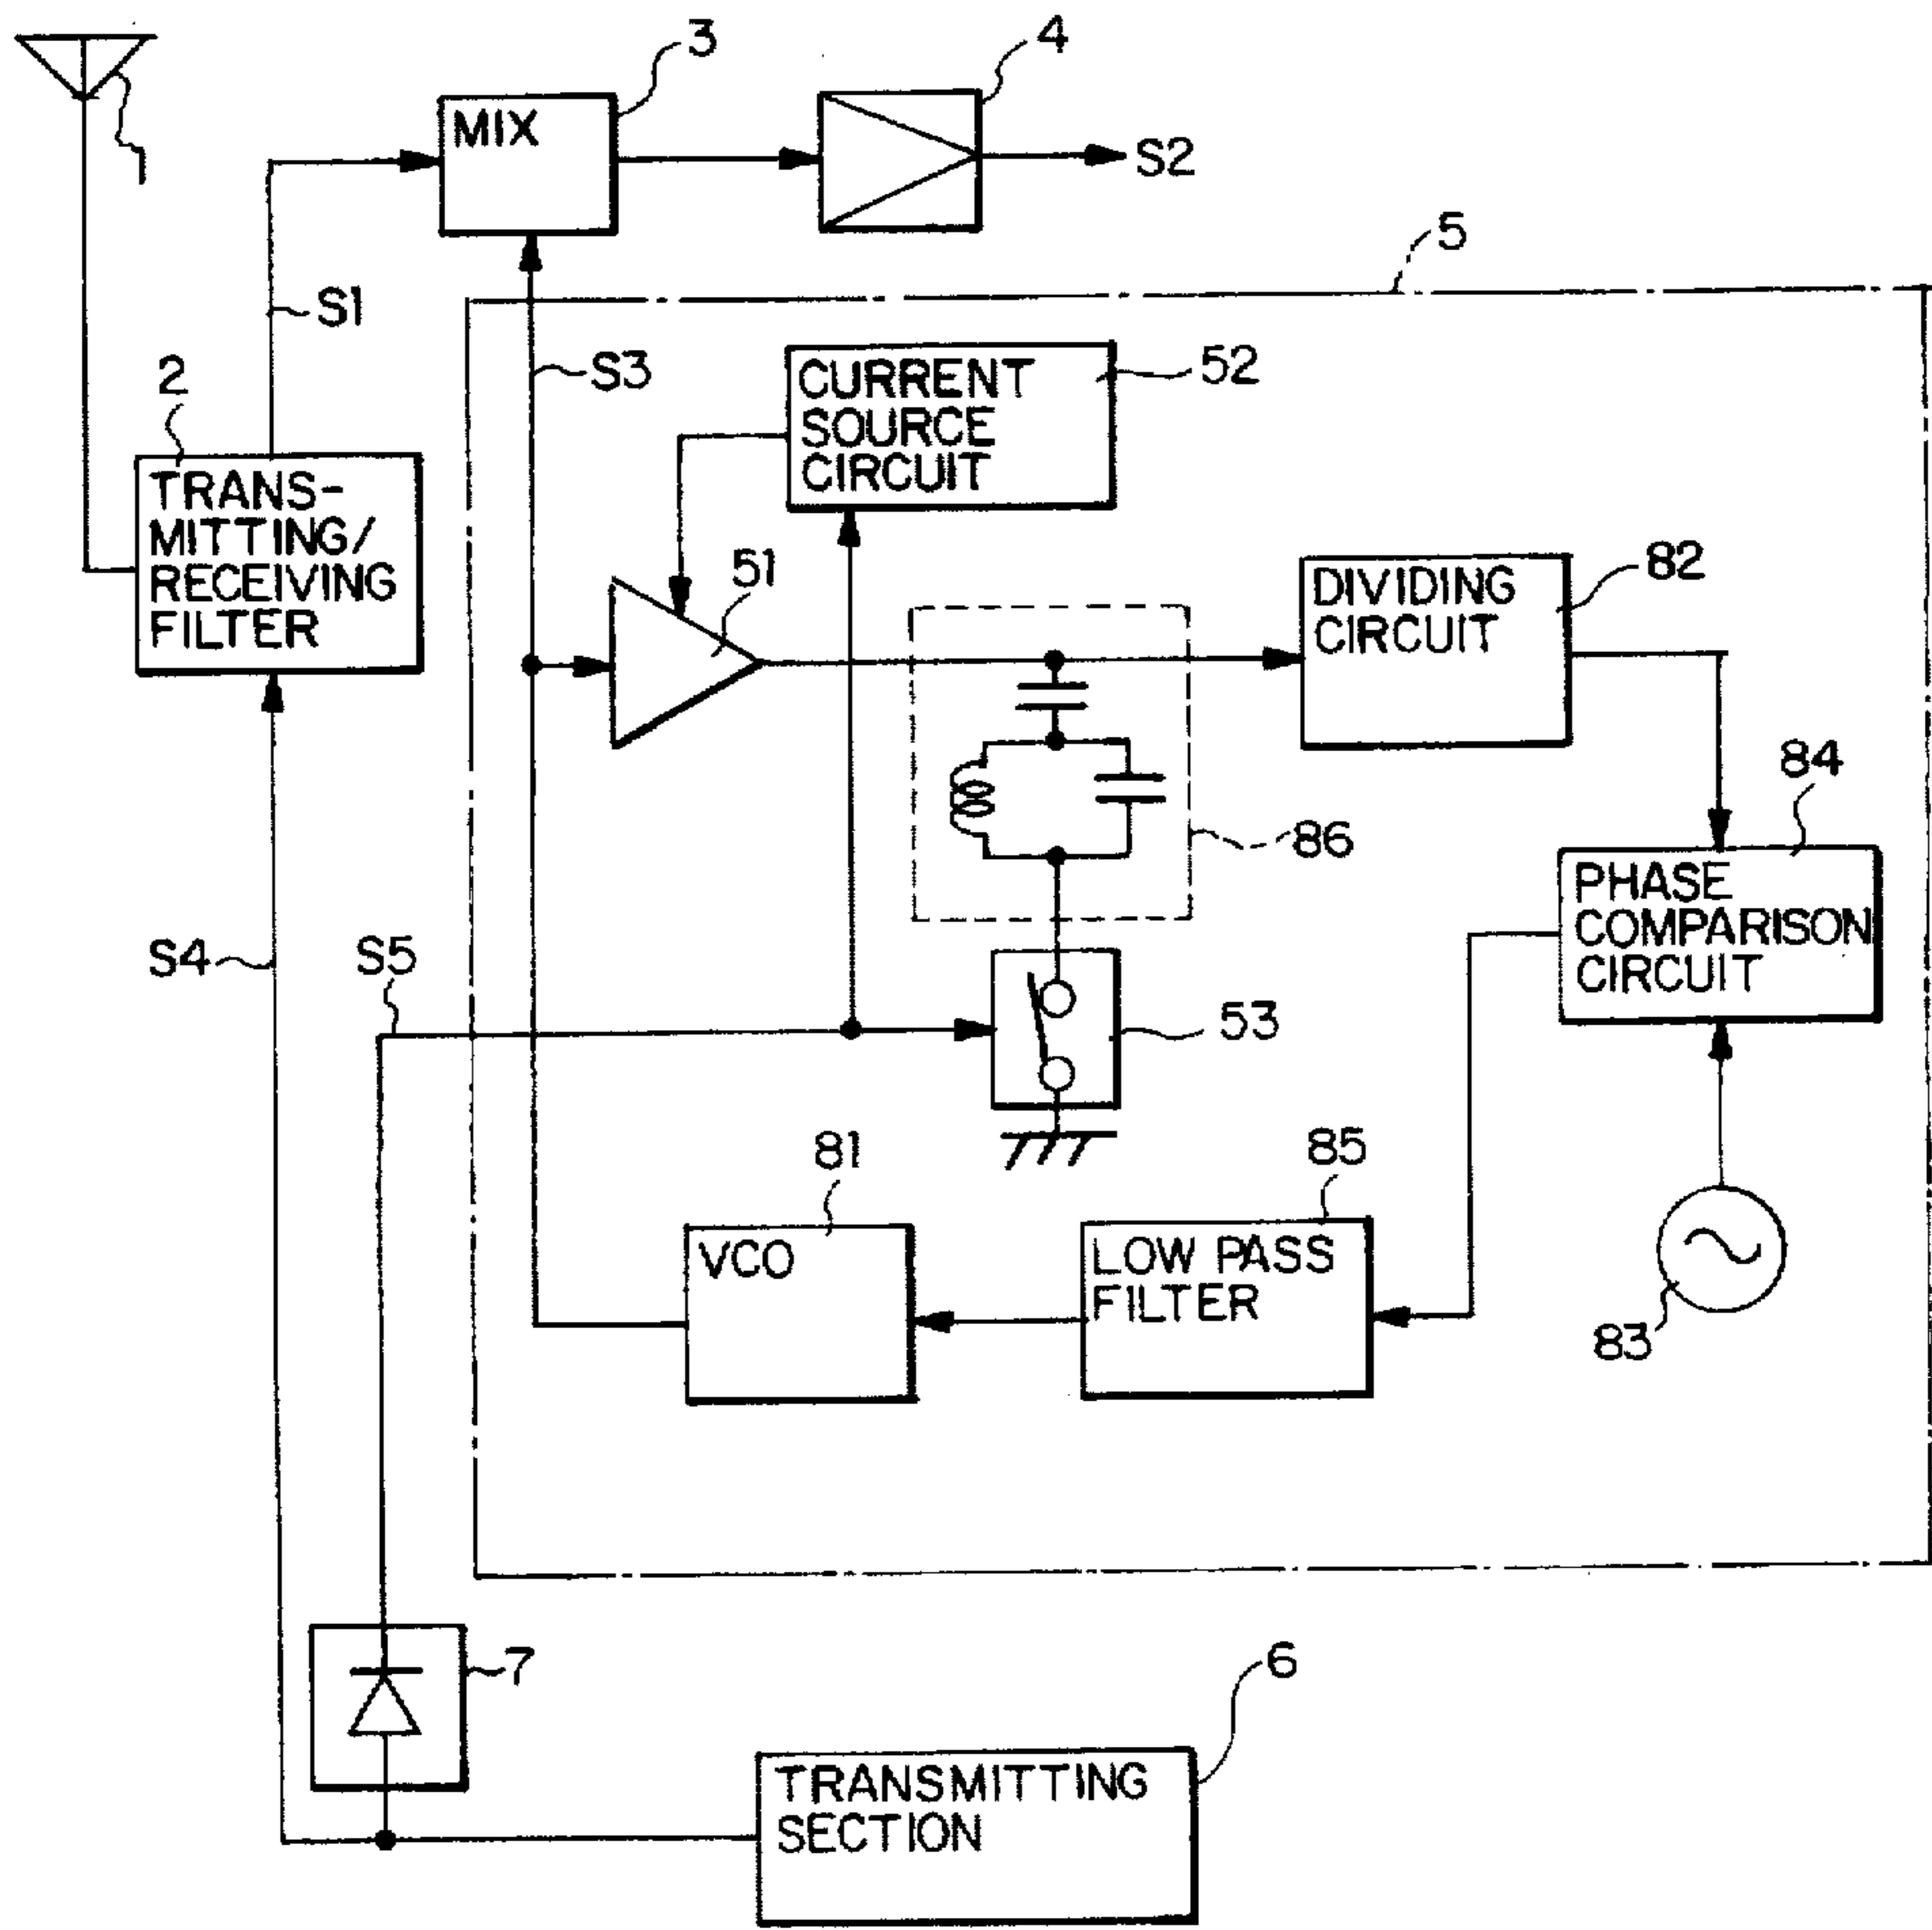 1
3
MIX
4
S2
S1
5
2
TRANS-
MITTING/
RECEIVING
FILTER
S3
CURRENT
SOURCE
CIRCUIT
52
51
DIVIDING
CIRCUIT
82
86
84
PHASE
COMPARISON
CIRCUIT
S4
S5
53
81
VCO
85
LOW PASS
FILTER
83
7
6
TRANSMITTING
SECTION